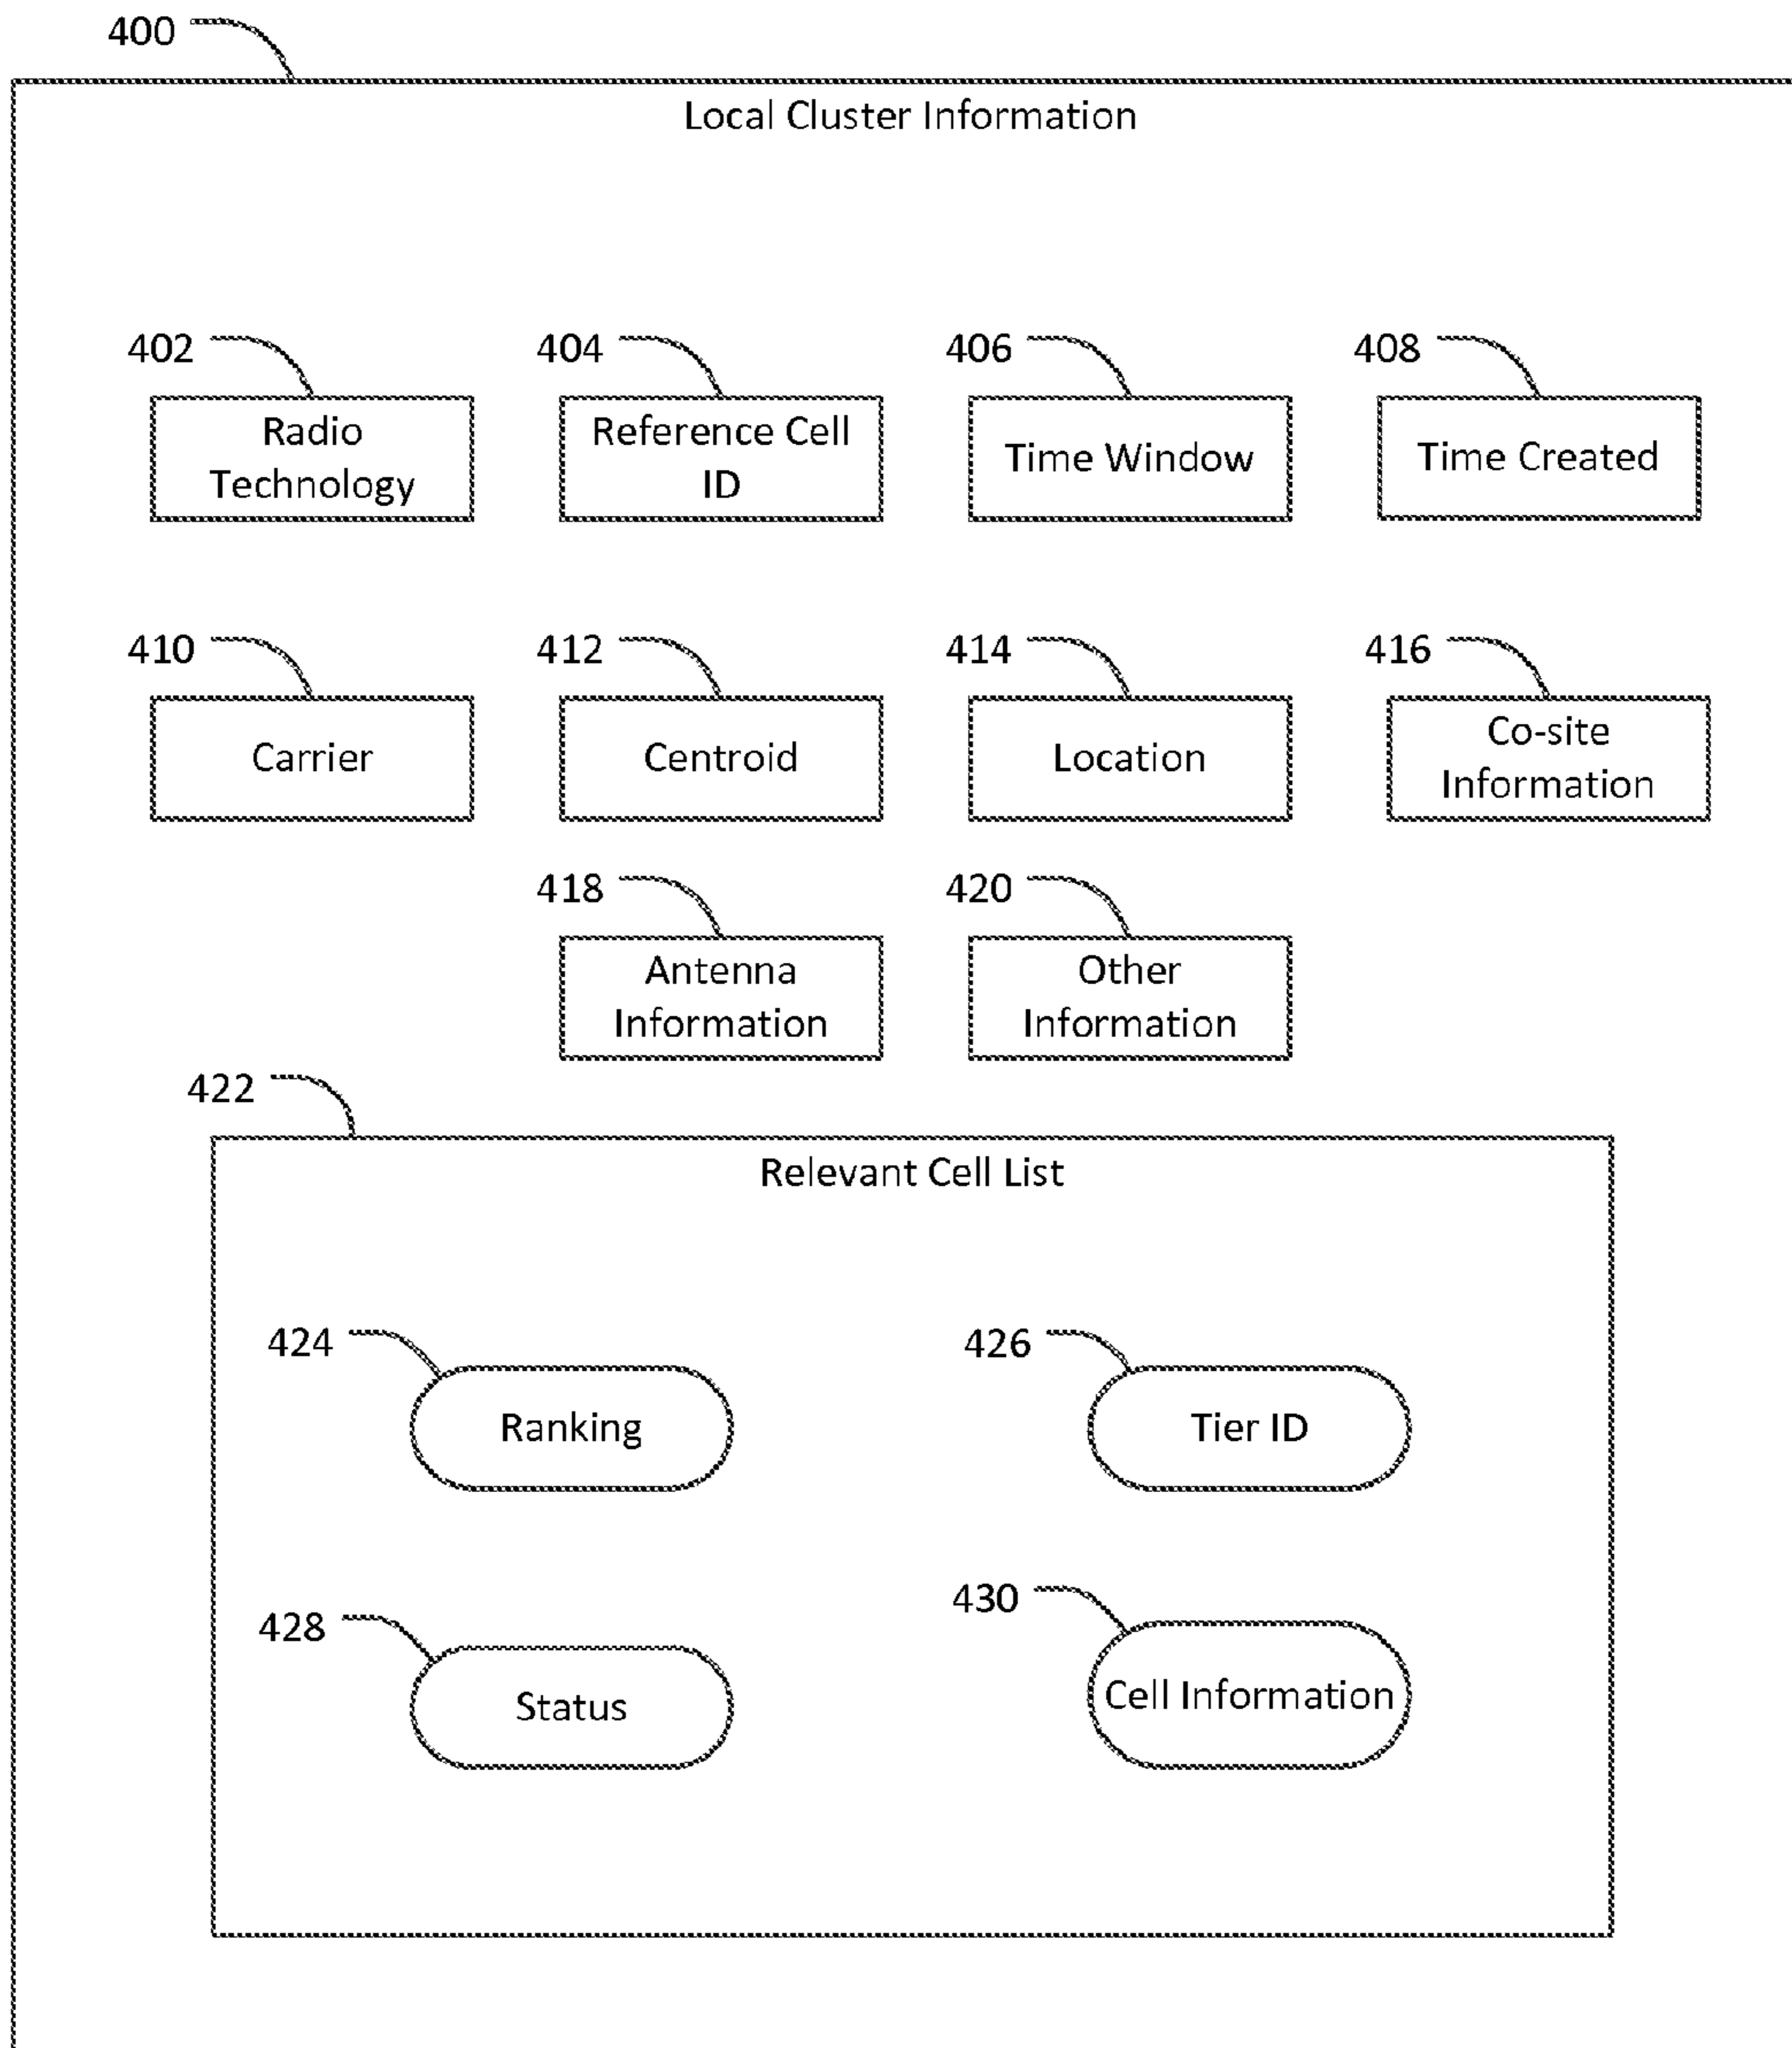 400
Local Cluster Information
402
404
406
408
Radio
Technology
Reference Cell
ID
Time Window
Time Created
410
412
414
416
Carrier
Centroid
Location
Co-site
Information
418
420
Antenna
Information
Other
Information
422
Relevant Cell List
424
426
Ranking
Tier ID
428
430
Status
Cell Information